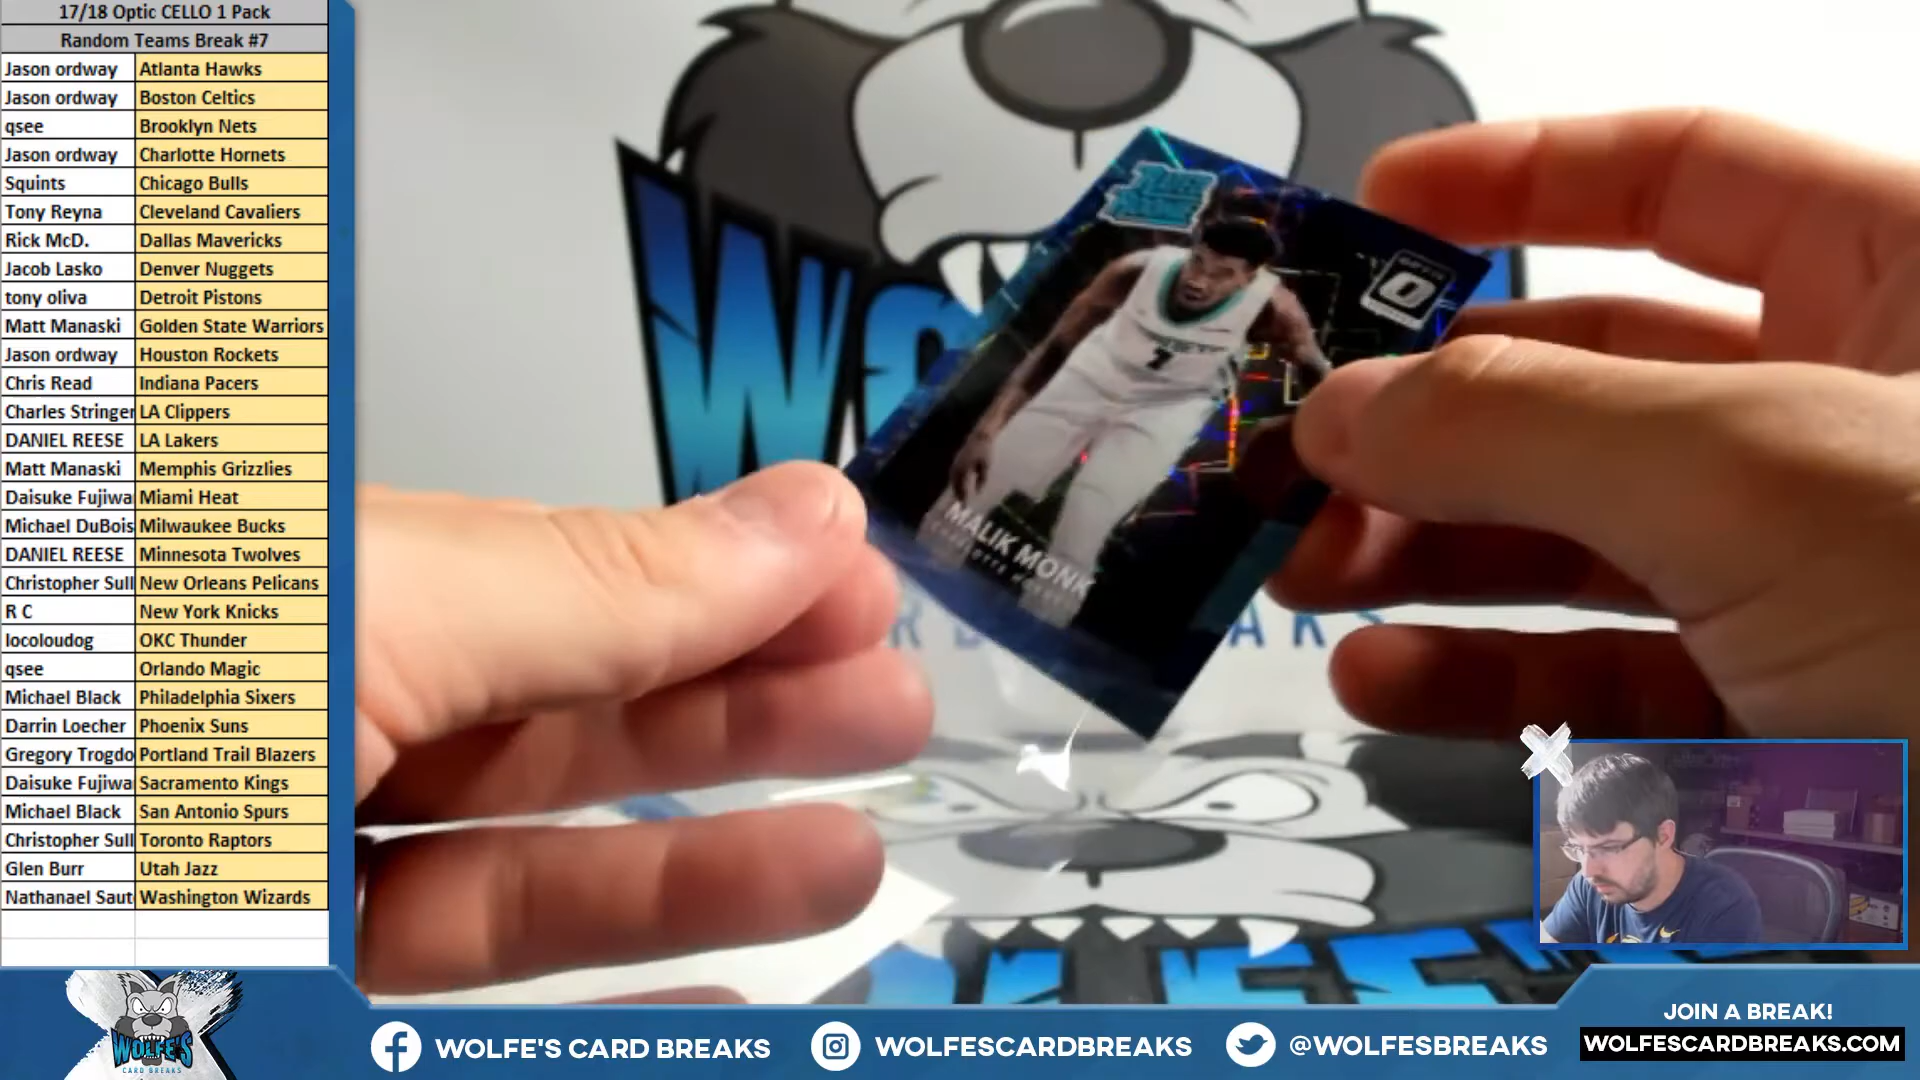 17/18 Optic CELLO 1 Pack
Random Teams Break #7
Jason ordway Atlanta Hawks
Jason ordway Boston Celtics
qsee Brooklyn Nets
Jason ordway Charlotte Hornets
Squints Chicago Bulls
Tony Reyna Cleveland Cavaliers
Rick McD. Dallas Mavericks
Jacob Lasko Denver Nuggets
tony oliva Detroit Pistons
Matt Manaski Golden State Warriors
Jason ordway Houston Rockets
Chris Read Indiana Pacers
Charles Stringer LA Clippers
DANIEL REESE LA Lakers
Matt Manaski Memphis Grizzlies
Daisuke Fujiwa Miami Heat
Michael DuBois Milwaukee Bucks
DANIEL REESE Minnesota Twolves
Christopher Sull New Orleans Pelicans
R C New York Knicks
locoloudog OKC Thunder
qsee Orlando Magic
Michael Black Philadelphia Sixers
Darrin Loecher Phoenix Suns
Gregory Trogdo Portland Trail Blazers
Daisuke Fujiwa Sacramento Kings
Michael Black San Antonio Spurs
Christopher Sull Toronto Raptors
Glen Burr Utah Jazz
Nathanael Saut Washington Wizards
OPTIC
1
MALIK MONK
WOLFE'S
CARD BREAKS
WOLFE'S CARD BREAKS
WOLFESCARDBREAKS
@WOLFESBREAKS
JOIN A BREAK!
WOLFESCARDBREAKS.COM